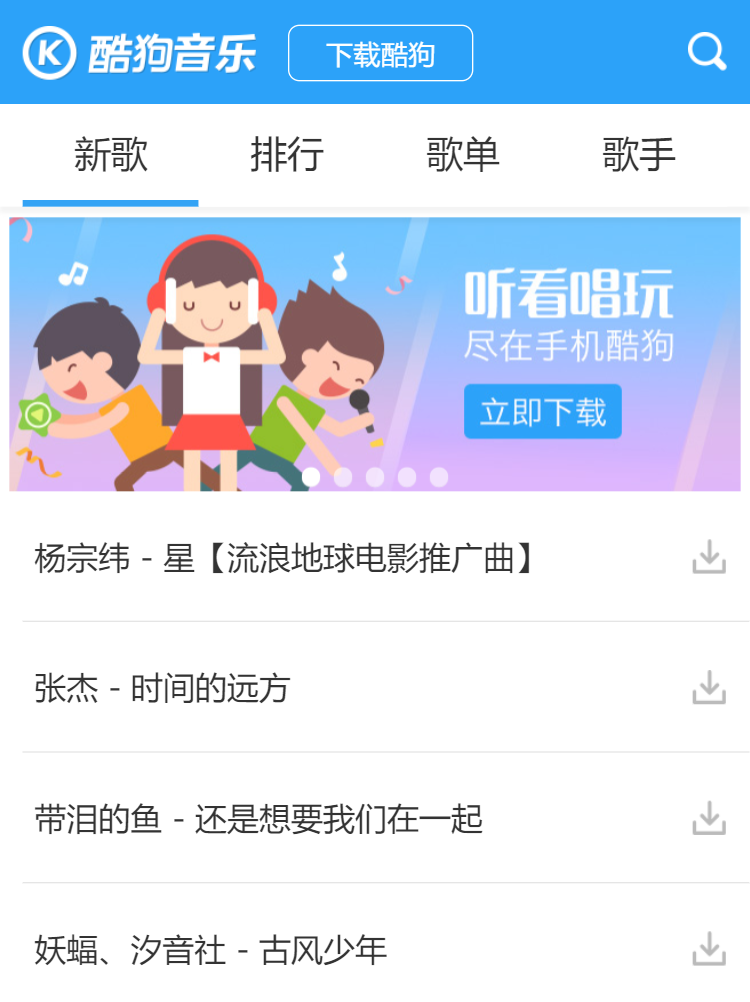 K 酷狗音乐 下载酷狗
新歌 排行 歌单 歌手
听看唱玩
尽在手机酷狗
立即下载
杨宗纬 - 星【流浪地球电影推广曲】
张杰 - 时间的远方
带泪的鱼 - 还是想要我们在一起
妖蝠、汐音社 - 古风少年